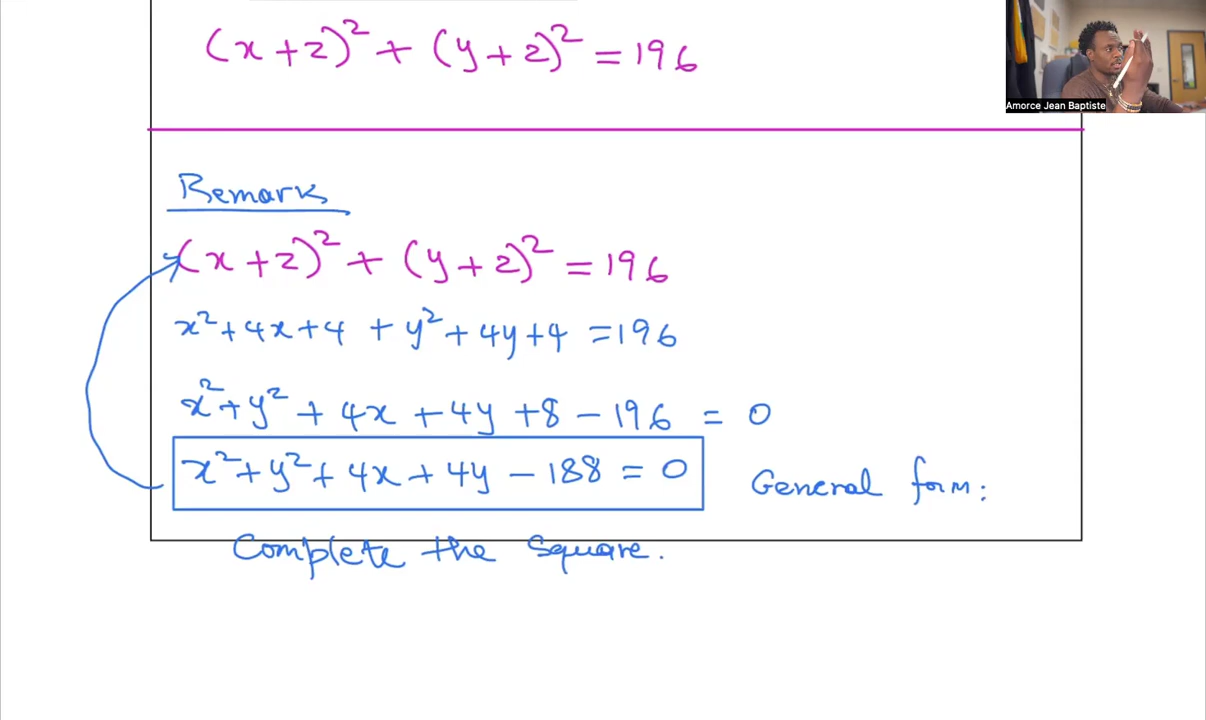 (x+2)²+(y+2)²=196
Amorce Jean Baptiste
Remark
(x+2)²+(y+2)²=196
x²+4x+4+y²+4y+4=196
x²+y²+4x+4y+8-196=0
x²+y²+4x+4y-188=0 General form:
Complete the square.